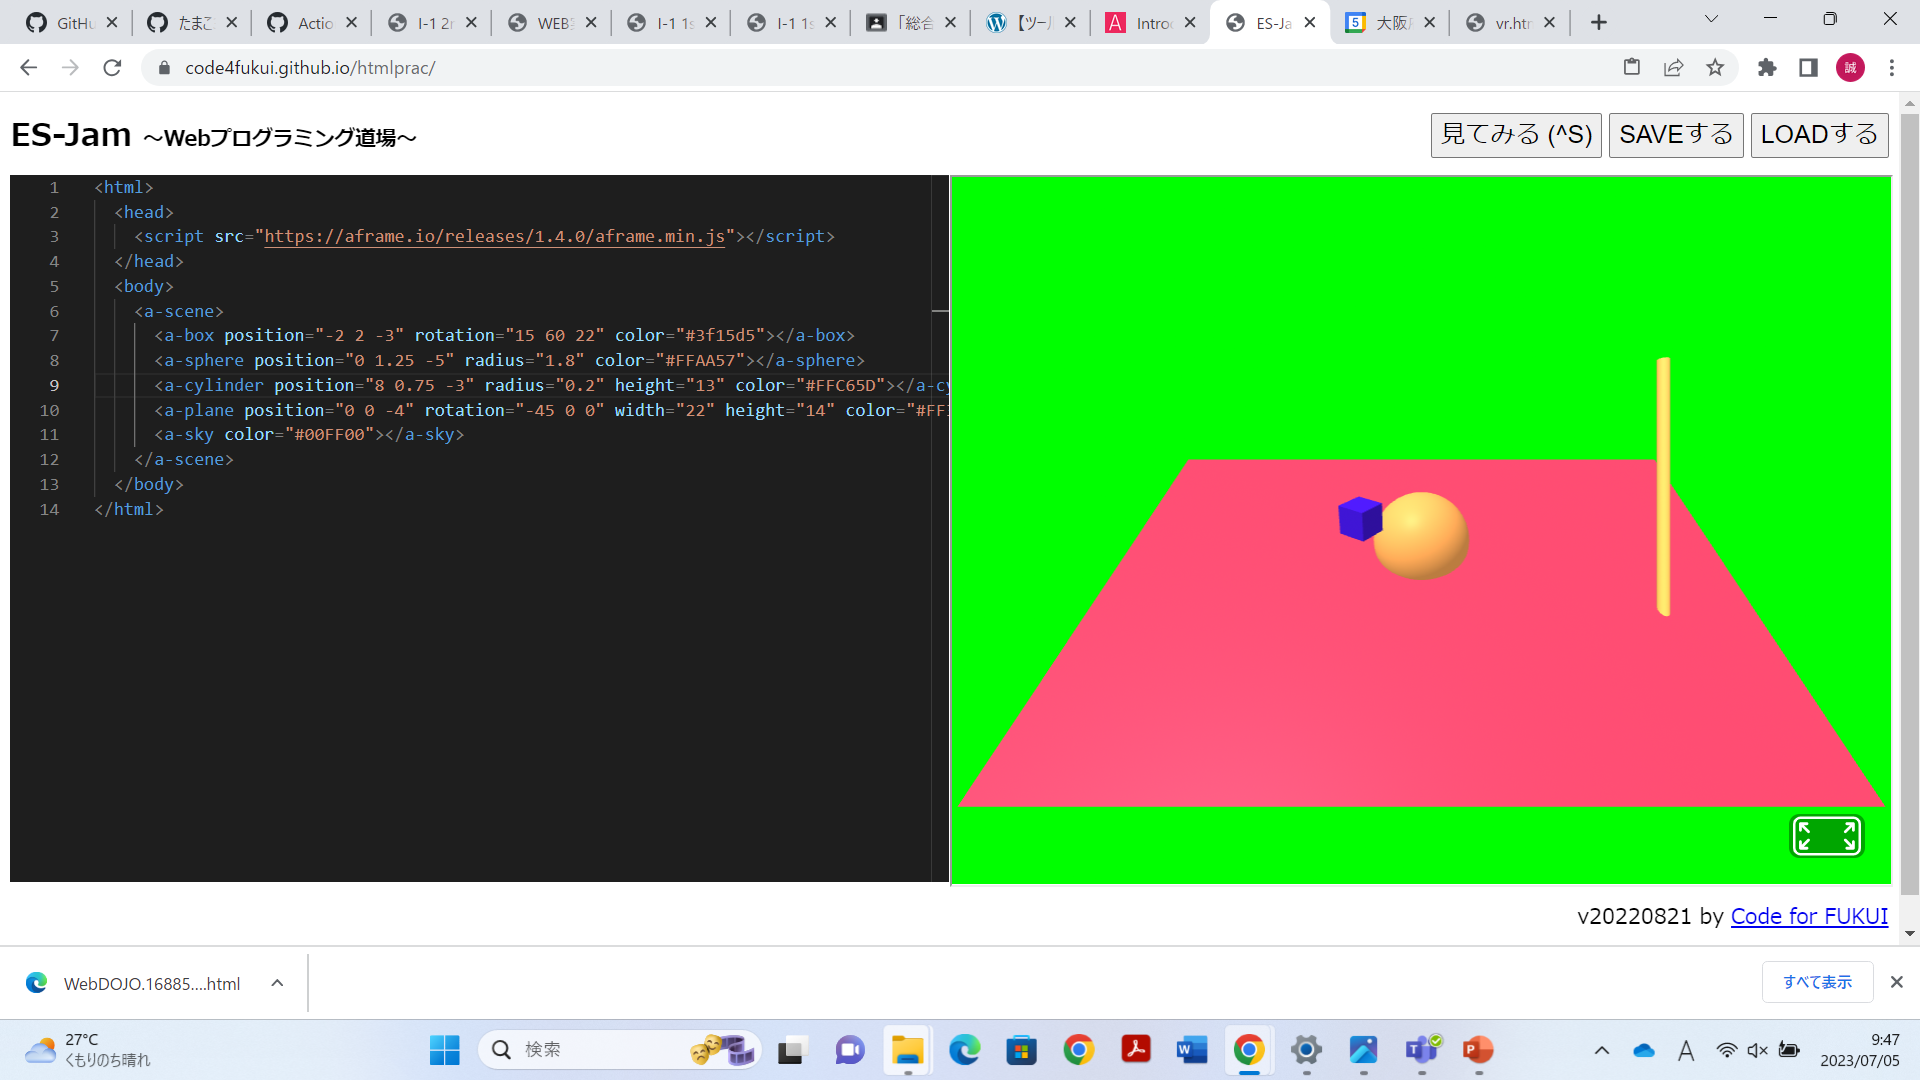 GitHu
たまご
Actio
I-1 2r
WEB
I-1 1s
I-1 1s
「総合
【ツール
Introc
ES-Ja
大阪
vr.htm
code4fukui.github.io/htmlprac/
誠
ES-Jam ～Webプログラミング道場～
見てみる (^S)
SAVEする
LOADする
1 <html>
2 <head>
3 <script src="https://aframe.io/releases/1.4.0/aframe.min.js"></script>
4 </head>
5 <body>
6 <a-scene>
7 <a-box position="-2 2 -3" rotation="15 60 22" color="#3f15d5"></a-box>
8 <a-sphere position="0 1.25 -5" radius="1.8" color="#FFAA57"></a-sphere>
9 <a-cylinder position="8 0.75 -3" radius="0.2" height="13" color="#FFC65D"></a-cy
10 <a-plane position="0 0 -4" rotation="-45 0 0" width="22" height="14" color="#FF
11 <a-sky color="#00FF00"></a-sky>
12 </a-scene>
13 </body>
14 </html>
v20220821 by Code for FUKUI
WebDOJO.16885....html
すべて表示
27°C
くもりのち晴れ
検索
A
9:47
2023/07/05